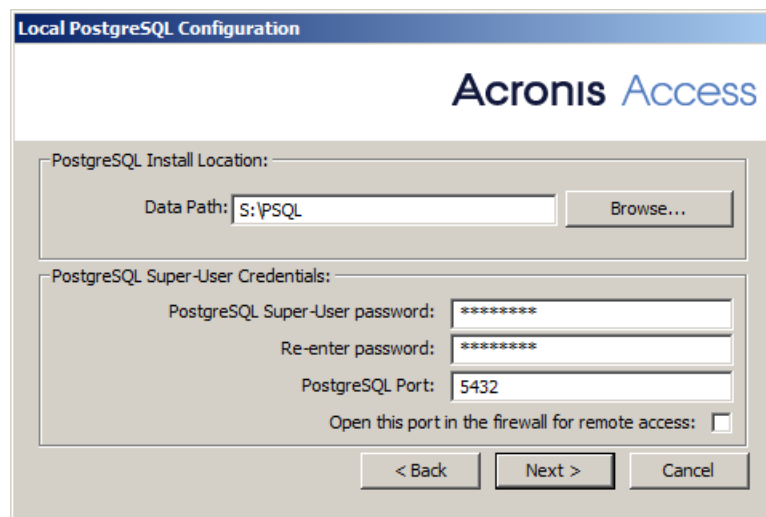 Local PostgreSQL Configuration
Acronis Access
PostgreSQL Install Location:
Data Path: S:\PSQL Browse...
PostgreSQL Super-User Credentials:
PostgreSQL Super-User password: ********
Re-enter password: ********
PostgreSQL Port: 5432
Open this port in the firewall for remote access:
< Back Next > Cancel